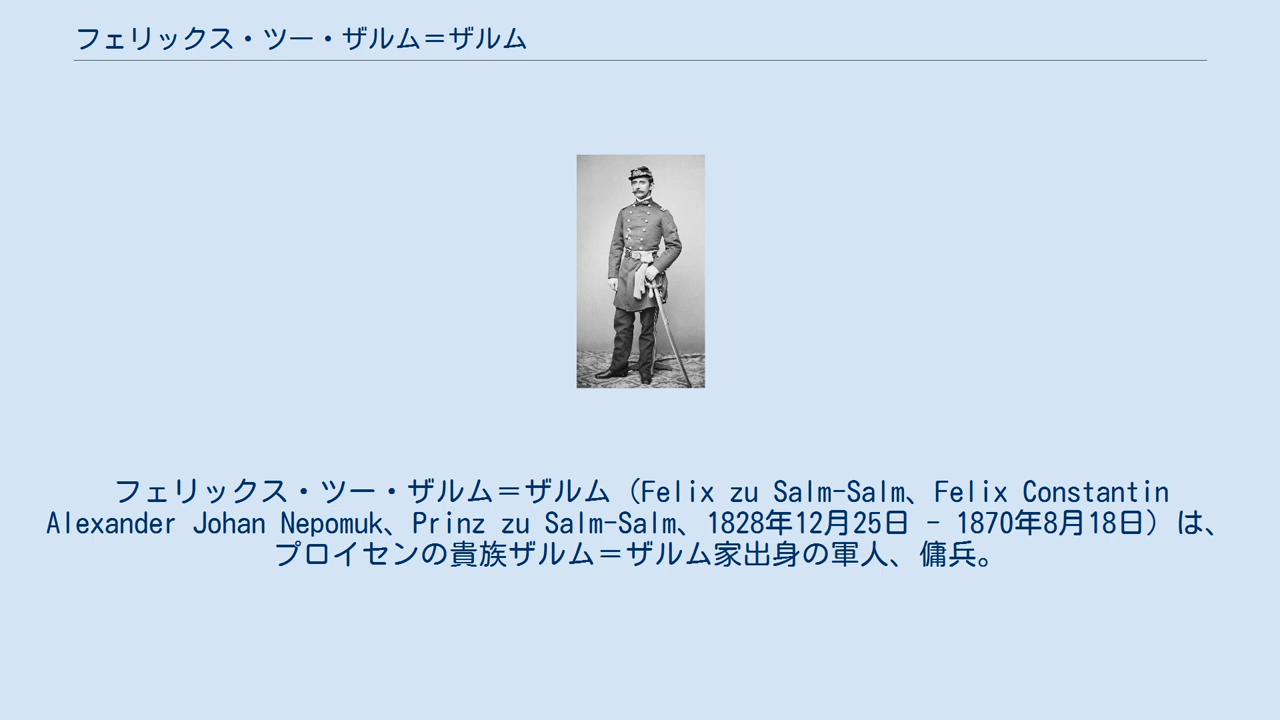 フェリックス・ツー・ザルム＝ザルム
フェリックス・ツー・ザルム＝ザルム（Felix zu Salm-Salm、Felix Constantin
Alexander Johan Nepomuk、Prinz zu Salm-Salm、1828年12月25日 - 1870年8月18日）は、
プロイセンの貴族ザルム＝ザルム家出身の軍人、傭兵。